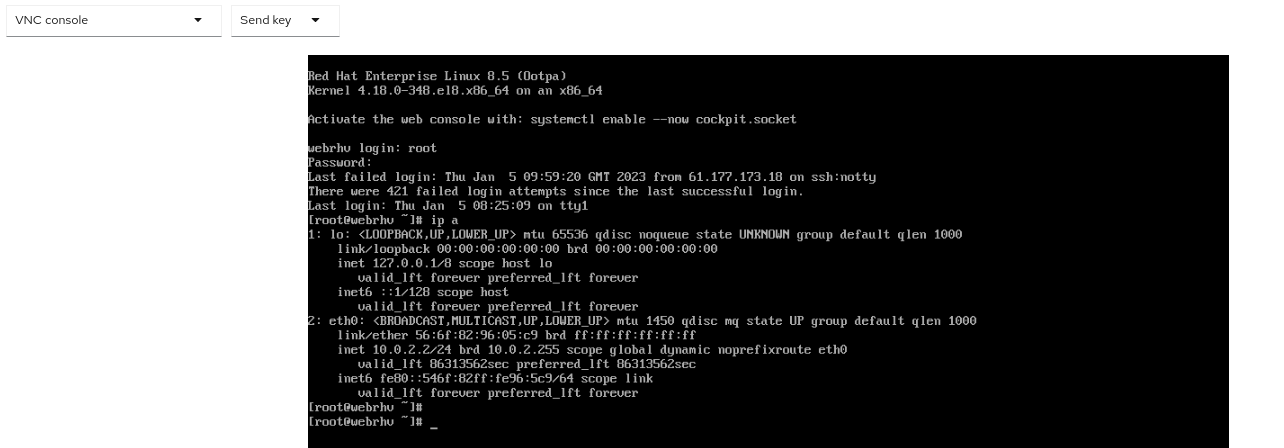 VNC console
Send key
Red Hat Enterprise Linux 8.5 (Ootpa)
Kernel 4.18.0-348.el8.x86_64 on an x86_64
Activate the web console with: systemctl enable --now cockpit.socket
webrhv login: root
Password:
Last failed login: Thu Jan  5 09:59:20 GMT 2023 from 61.177.173.18 on ssh:notty
There were 421 failed login attempts since the last successful login.
Last login: Thu Jan  5 08:25:09 on tty1
[root@webrhv ~]# ip a
1: lo: <LOOPBACK,UP,LOWER_UP> mtu 65536 qdisc noqueue state UNKNOWN group default qlen 1000
    link/loopback 00:00:00:00:00:00 brd 00:00:00:00:00:00
    inet 127.0.0.1/8 scope host lo
       valid_lft forever preferred_lft forever
    inet6 ::1/128 scope host
       valid_lft forever preferred_lft forever
2: eth0: <BROADCAST,MULTICAST,UP,LOWER_UP> mtu 1450 qdisc mq state UP group default qlen 1000
    link/ether 56:6f:82:96:05:c9 brd ff:ff:ff:ff:ff:ff
    inet 10.0.2.2/24 brd 10.0.2.255 scope global dynamic noprefixroute eth0
       valid_lft 86313562sec preferred_lft 86313562sec
    inet6 fe80::546f:82ff:fe96:5c9/64 scope link
       valid_lft forever preferred_lft forever
[root@webrhv ~]#
[root@webrhv ~]# _